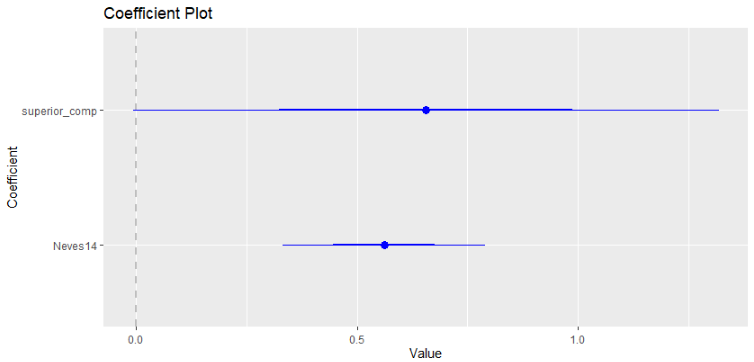 Coefficient Plot
superior_comp
Coefficient
Neves14
0.0
0.5
1.0
Value